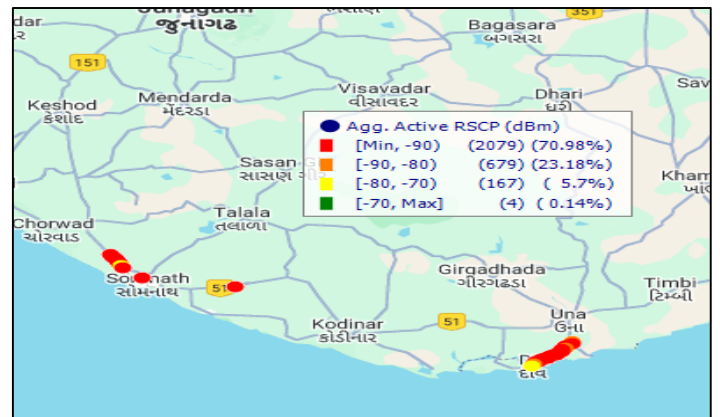 જુનાગઢ
351
Bagasara
બગસરા
151
Visavadar
વીસાવદર
Dhari
ધારી
Sav
Mendarda
મેંદરડા
Keshod
કેશોદ
Agg. Active RSCP (dBm)
[Min, -90) (2079) (70.98%)
[-90, -80) (679) (23.18%)
[-80, -70) (167) ( 5.7%)
[-70, Max] (4) ( 0.14%)
Sasan
સાસણ ગીર
Kham
Talala
તલાળા
Chorwad
ચોરવાડ
Girgadhada
ગીરગઢડા
Timbi
ટિમ્બી
સોમનાથ
51
Kodinar
કોડીનાર
51
Una
ઉના
દીવ